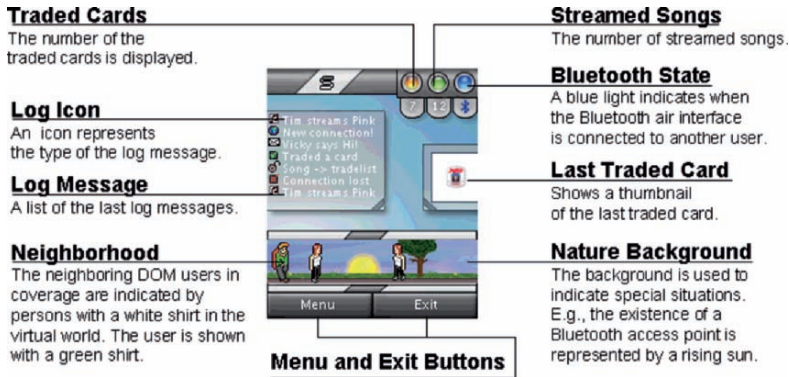 Traded Cards
The number of the
traded cards is displayed.
Log Icon
An icon represents
the type of the log message.
Log Message
A list of the last log messages.
Neighborhood
The neighboring DOM users in
coverage are indicated by
persons with a white shirt in the
virtual world. The user is shown
with a green shirt.
7 12
Tim streams Pink
New connection!
Vicky says Hi!
Traded a card
Song -> tradelist
Connection lost
Tim streams Pink
Menu Exit
Menu and Exit Buttons
Streamed Songs
The number of streamed songs.
Bluetooth State
A blue light indicates when
the Bluetooth air interface
is connected to another user.
Last Traded Card
Shows a thumbnail
of the last traded card.
Nature Background
The background is used to
indicate special situations.
E.g., the existence of a
Bluetooth access point is
represented by a rising sun.